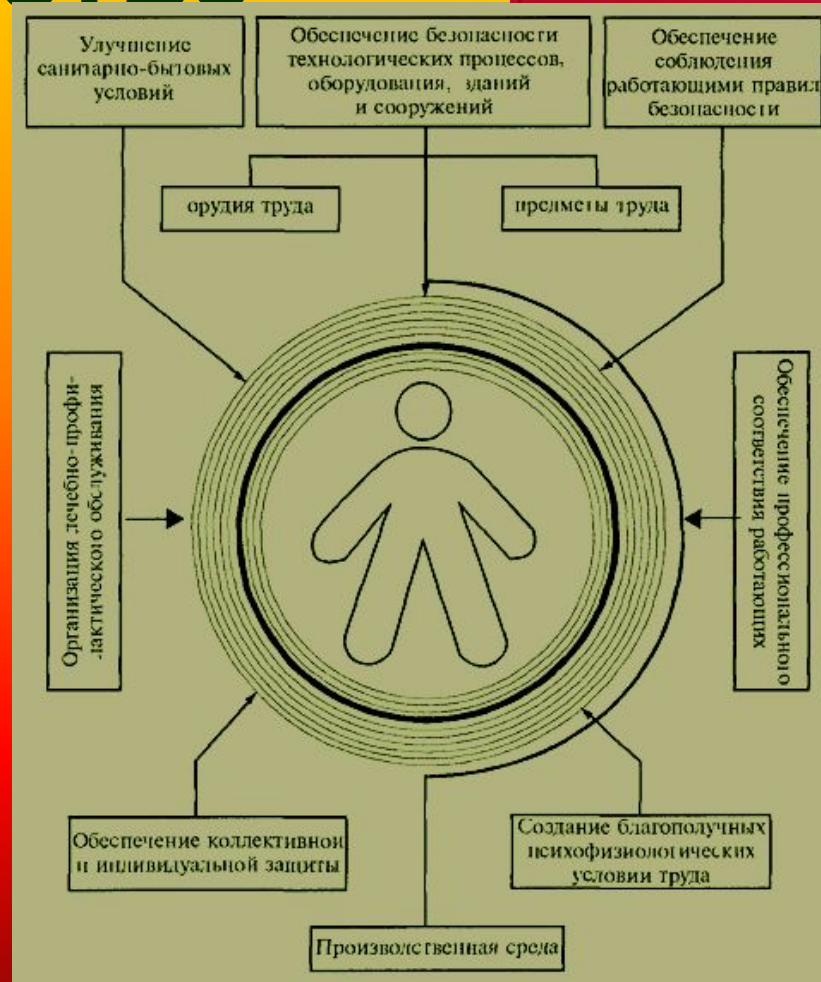 Улучшение
санитарно-бытовых
условий
Обеспечение безопасности
технологических процессов,
оборудования, зданий
и сооружений
Обеспечение
соблюдения
работающими правил
безопасности
орудия труда
предметы труда
Организация лечебно-профи-
лактического обслуживания
Обеспечение профессионального
соответствия работающих
Обеспечение коллективной
и индивидуальной защиты
Создание благополучных
психофизиологических
условии труда
Производственная среда